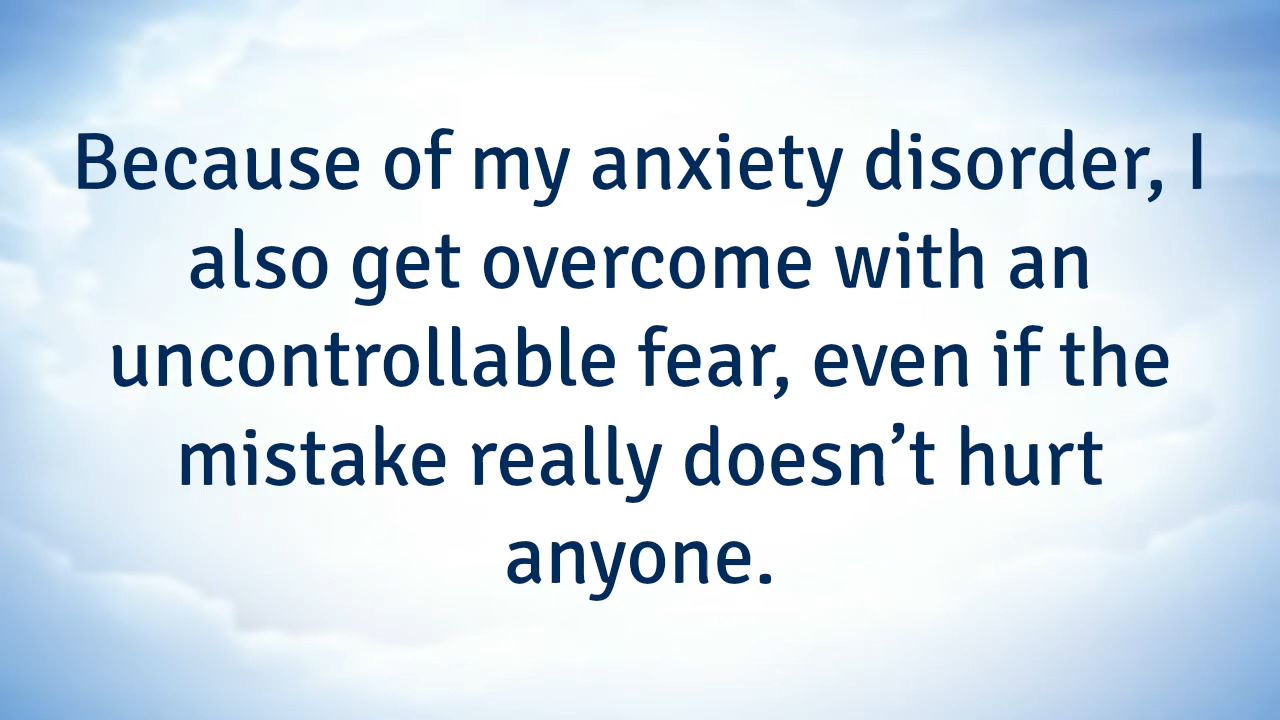 Because of my anxiety disorder, I
also get overcome with an
uncontrollable fear, even if the
mistake really doesn’t hurt
anyone.